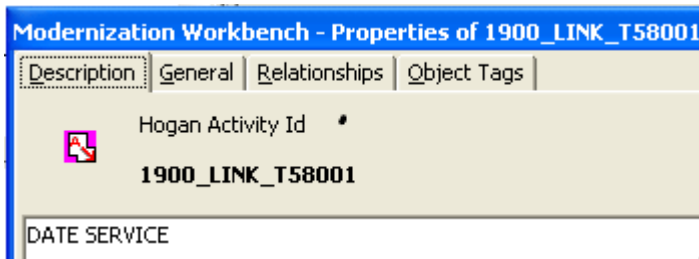 Modernization Workbench - Properties of 1900_LINK_T58001
Description General Relationships Object Tags
Hogan Activity Id
1900_LINK_T58001
DATE SERVICE